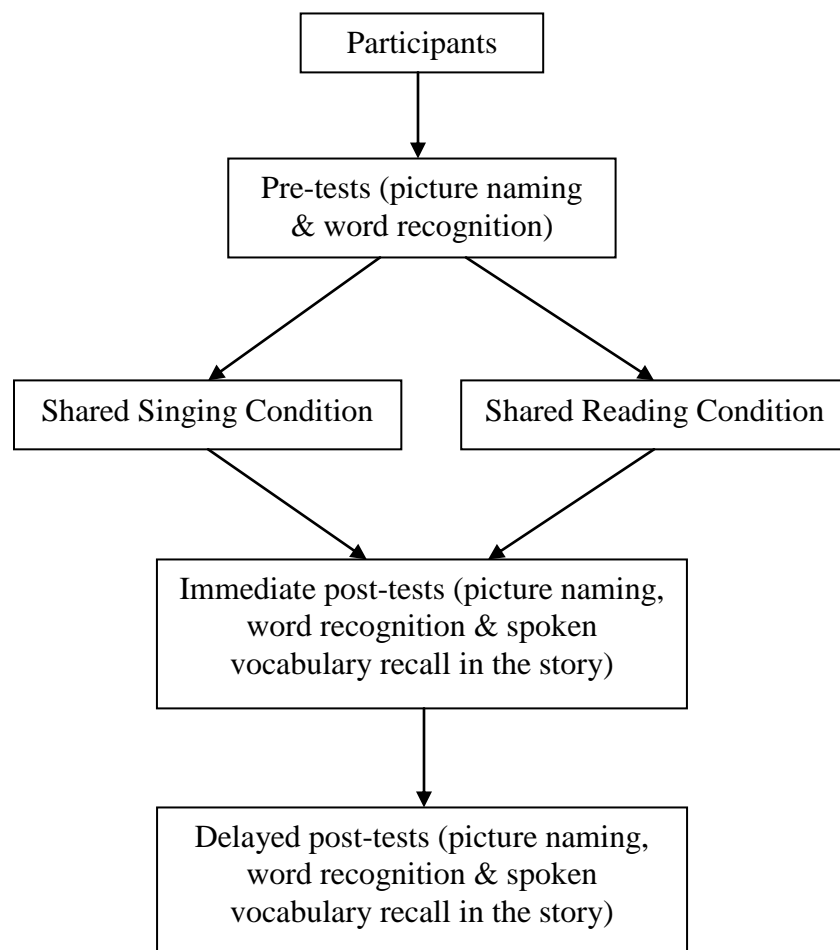 Participants
Pre-tests (picture naming
& word recognition)
Shared Singing Condition
Shared Reading Condition
Immediate post-tests (picture naming,
word recognition & spoken
vocabulary recall in the story)
Delayed post-tests (picture naming,
word recognition & spoken
vocabulary recall in the story)